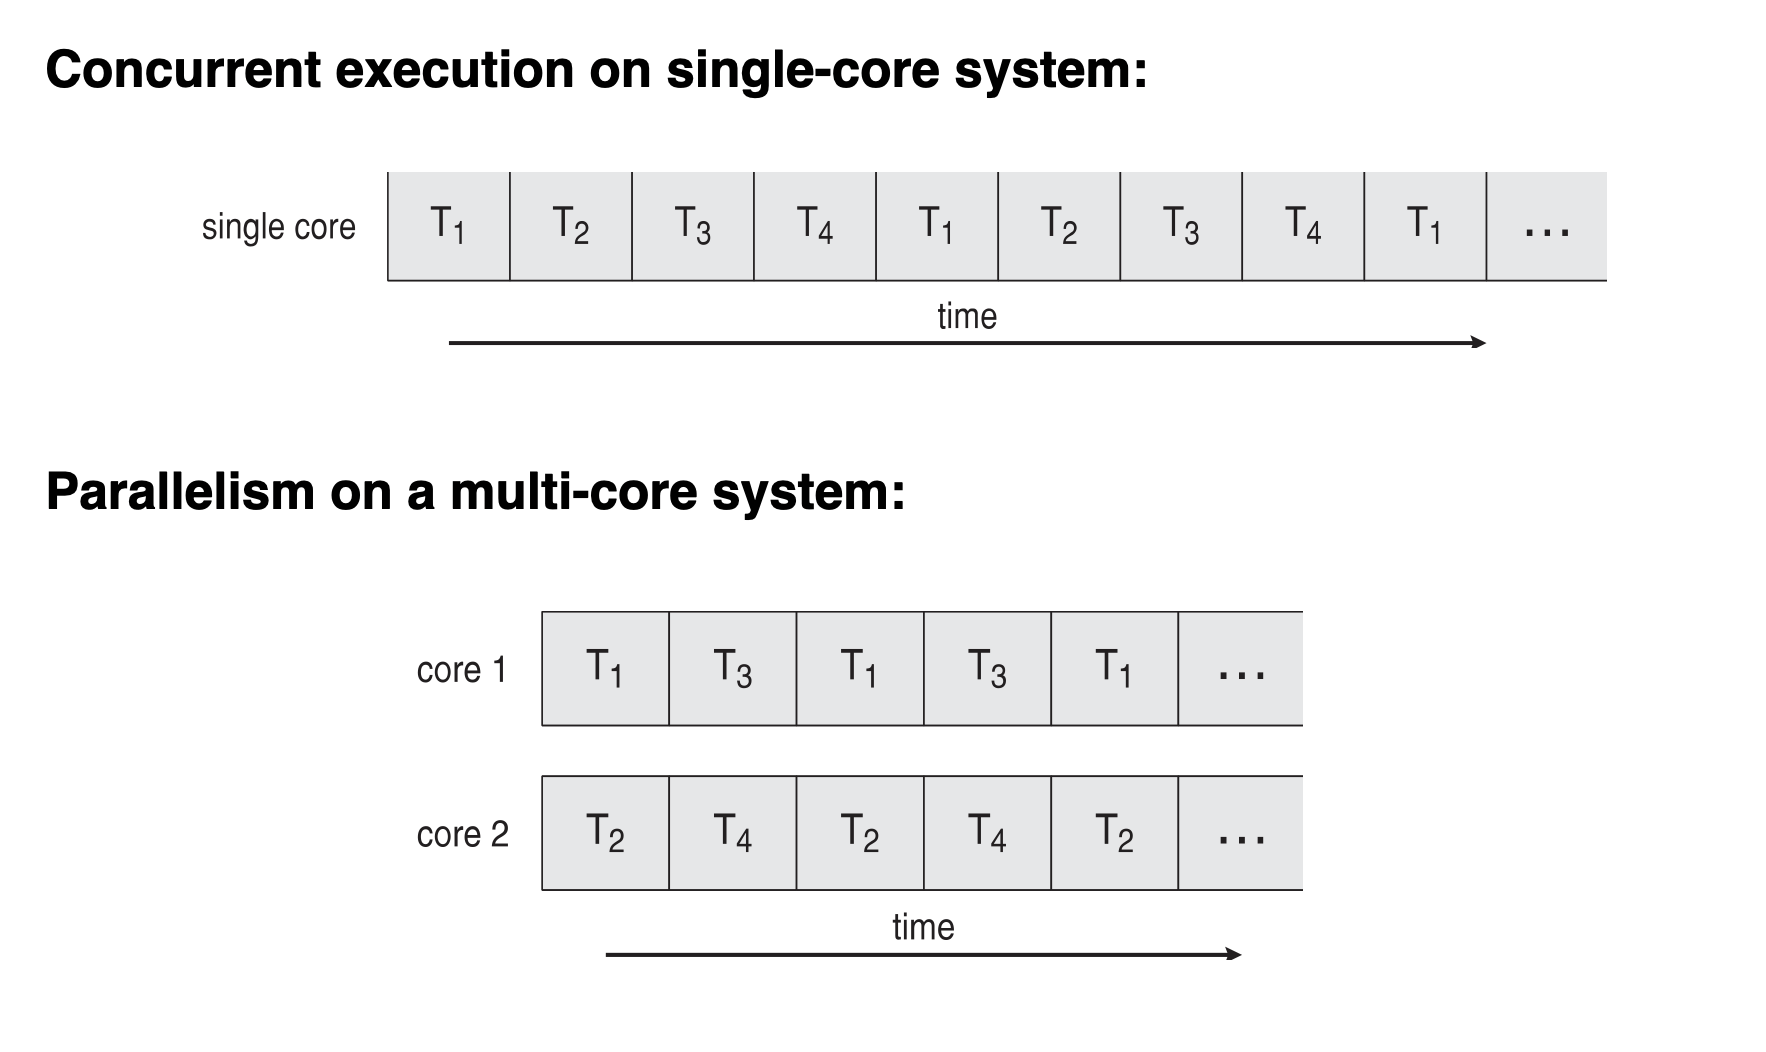 Concurrent execution on single-core system:
single core T₁ T₂ T₃ T₄ T₁ T₂ T₃ T₄ T₁ ...
time
Parallelism on a multi-core system:
core 1 T₁ T₃ T₁ T₃ T₁ ...
core 2 T₂ T₄ T₂ T₄ T₂ ...
time